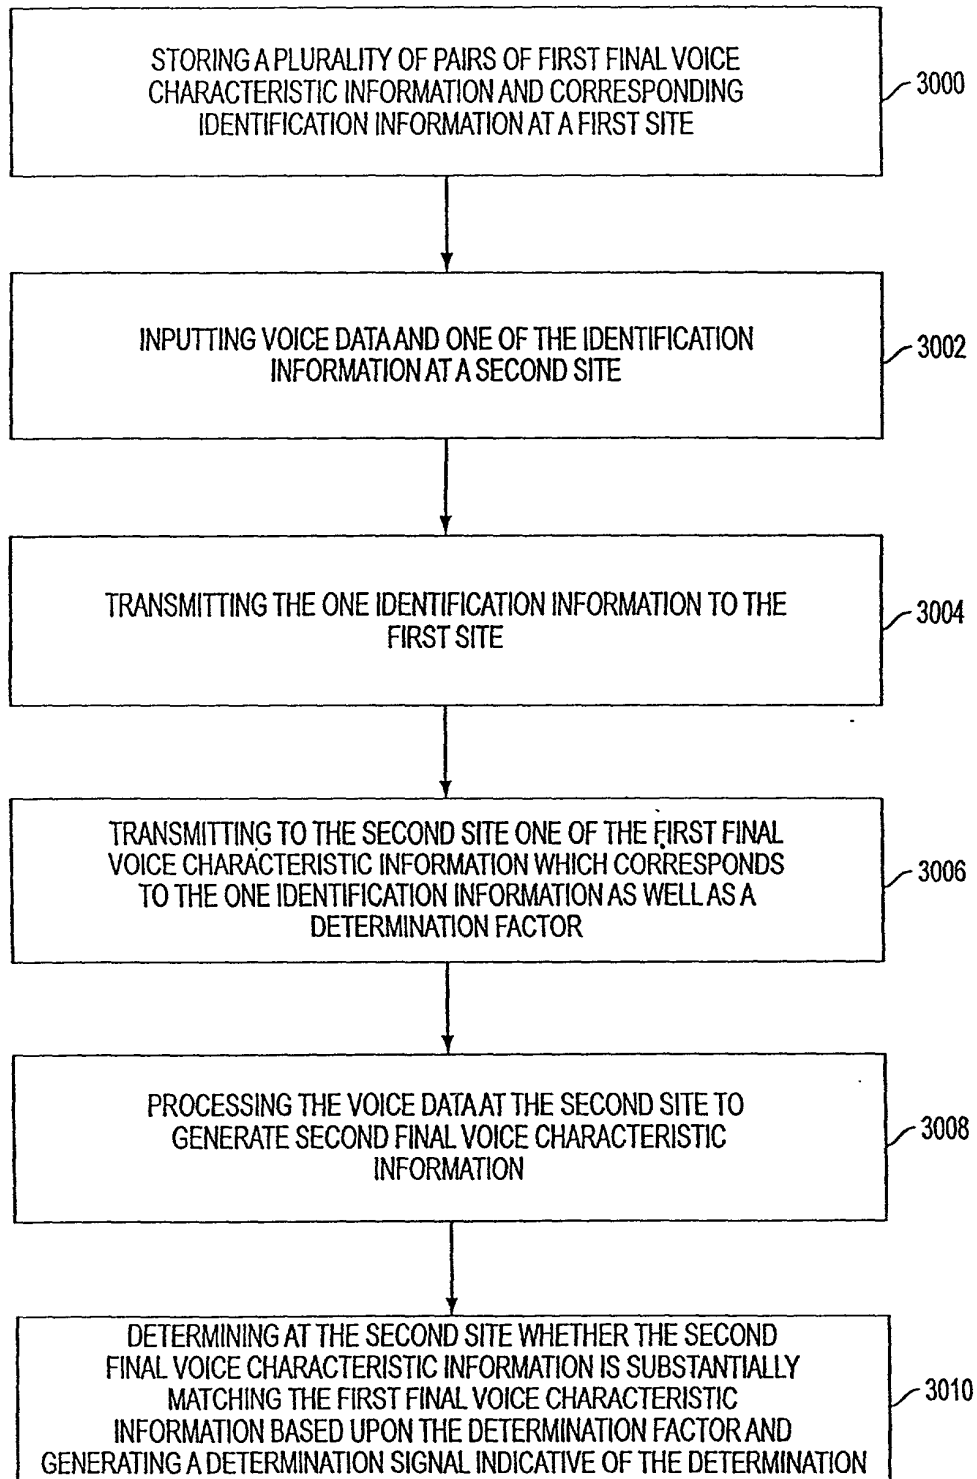 STORING A PLURALITY OF PAIRS OF FIRST FINAL VOICE
CHARACTERISTIC INFORMATION AND CORRESPONDING
IDENTIFICATION INFORMATION AT A FIRST SITE
3000
INPUTTING VOICE DATA AND ONE OF THE IDENTIFICATION
INFORMATION AT A SECOND SITE
3002
TRANSMITTING THE ONE IDENTIFICATION INFORMATION TO THE
FIRST SITE
3004
TRANSMITTING TO THE SECOND SITE ONE OF THE FIRST FINAL
VOICE CHARACTERISTIC INFORMATION WHICH CORRESPONDS
TO THE ONE IDENTIFICATION INFORMATION AS WELL AS A
DETERMINATION FACTOR
3006
PROCESSING THE VOICE DATA AT THE SECOND SITE TO
GENERATE SECOND FINAL VOICE CHARACTERISTIC
INFORMATION
3008
DETERMINING AT THE SECOND SITE WHETHER THE SECOND
FINAL VOICE CHARACTERISTIC INFORMATION IS SUBSTANTIALLY
MATCHING THE FIRST FINAL VOICE CHARACTERISTIC
INFORMATION BASED UPON THE DETERMINATION FACTOR AND
GENERATING A DETERMINATION SIGNAL INDICATIVE OF THE DETERMINATION
3010